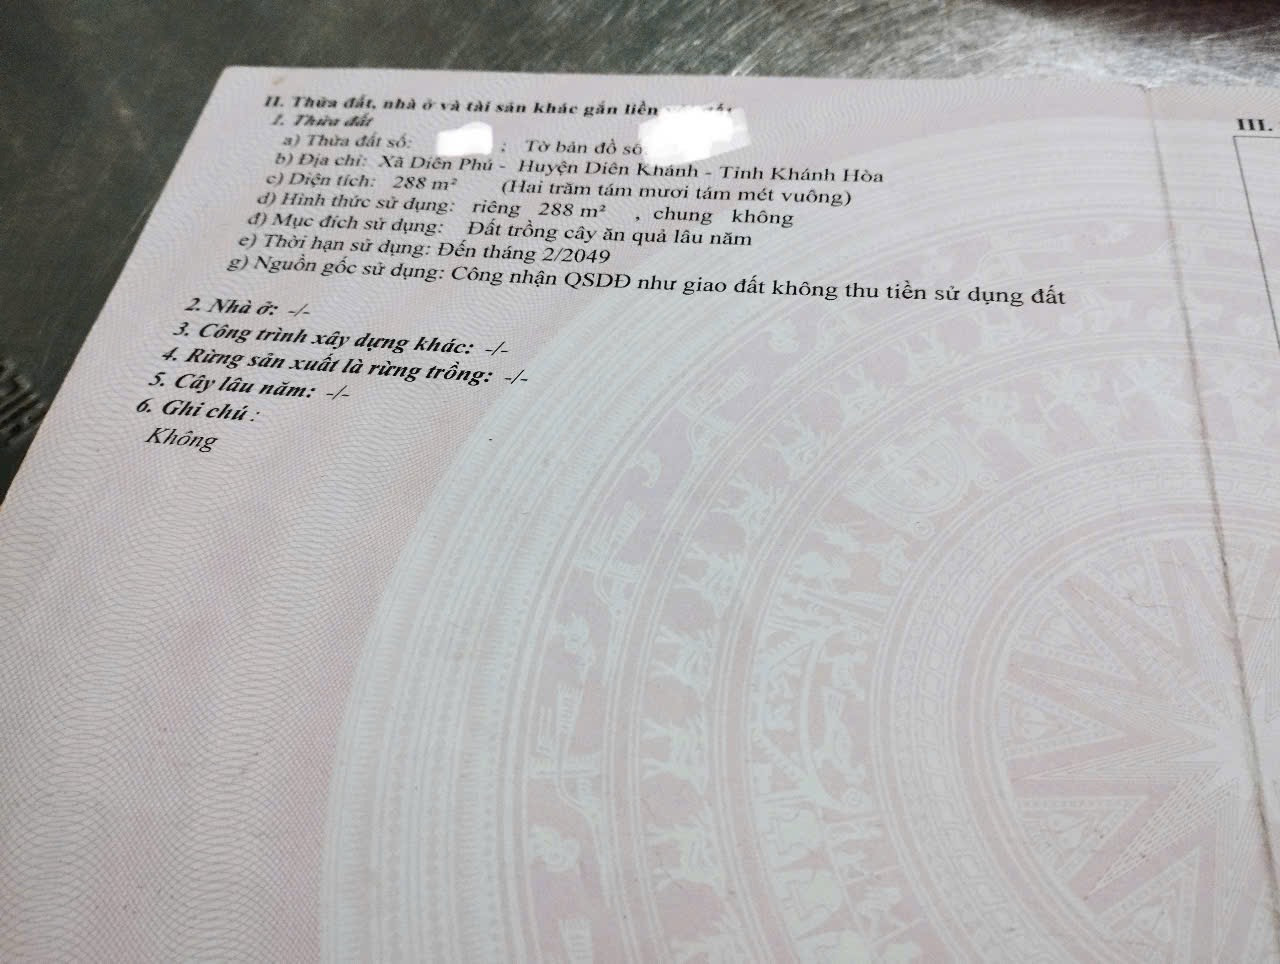 II. Thửa đất, nhà ở và tài sản khác gắn liền
1. Thửa đất
a) Thửa đất số: ; Tờ bản đồ số
b) Địa chỉ: Xã Diên Phú - Huyện Diên Khánh - Tỉnh Khánh Hòa
c) Diện tích: 288 m² (Hai trăm tám mươi tám mét vuông)
d) Hình thức sử dụng: riêng 288 m² , chung không
đ) Mục đích sử dụng: Đất trồng cây ăn quả lâu năm
e) Thời hạn sử dụng: Đến tháng 2/2049
g) Nguồn gốc sử dụng: Công nhận QSDĐ như giao đất không thu tiền sử dụng đất
2. Nhà ở: -/-
3. Công trình xây dựng khác: -/-
4. Rừng sản xuất là rừng trồng: -/-
5. Cây lâu năm: -/-
6. Ghi chú :
Không
III.